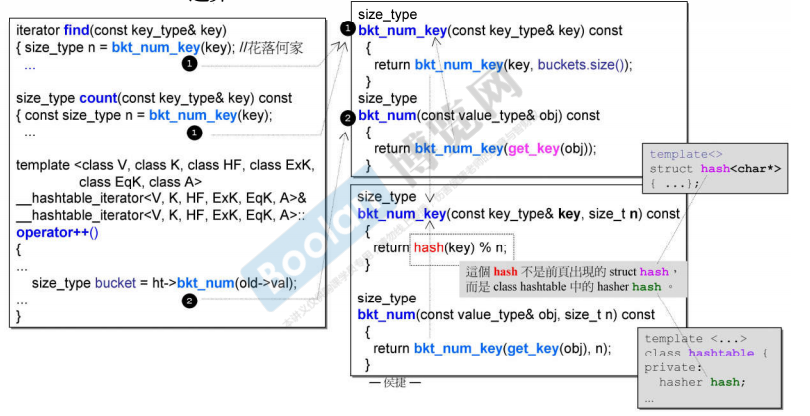 iterator find(const key_type& key)
{ size_type n = bkt_num_key(key); //花落何家
1
...
size_type count(const key_type& key) const
{ const size_type n = bkt_num_key(key);
1
...
template <class V, class K, class HF, class ExK,
class EqK, class A>
__hashtable_iterator<V, K, HF, ExK, EqK, A>&
__hashtable_iterator<V, K, HF, ExK, EqK, A>::
operator++()
{
...
size_type bucket = ht->bkt_num(old->val);
...
2
}
size_type
1 bkt_num_key(const key_type& key) const
{
return bkt_num_key(key, buckets.size());
}
size_type
2 bkt_num(const value_type& obj) const
{
return bkt_num_key(get_key(obj));
}
size_type
bkt_num_key(const key_type& key, size_t n) const
{
return hash(key) % n;
}
size_type
bkt_num(const value_type& obj, size_t n) const
{
return bkt_num_key(get_key(obj), n);
}
— 侯捷 —
template<>
struct hash<char*>
{ ...};
這個 hash 不是前頁出現的 struct hash，
而是 class hashtable 中的 hasher hash 。
template <...>
class hashtable {
private:
hasher hash;
...
Boolan 博览网